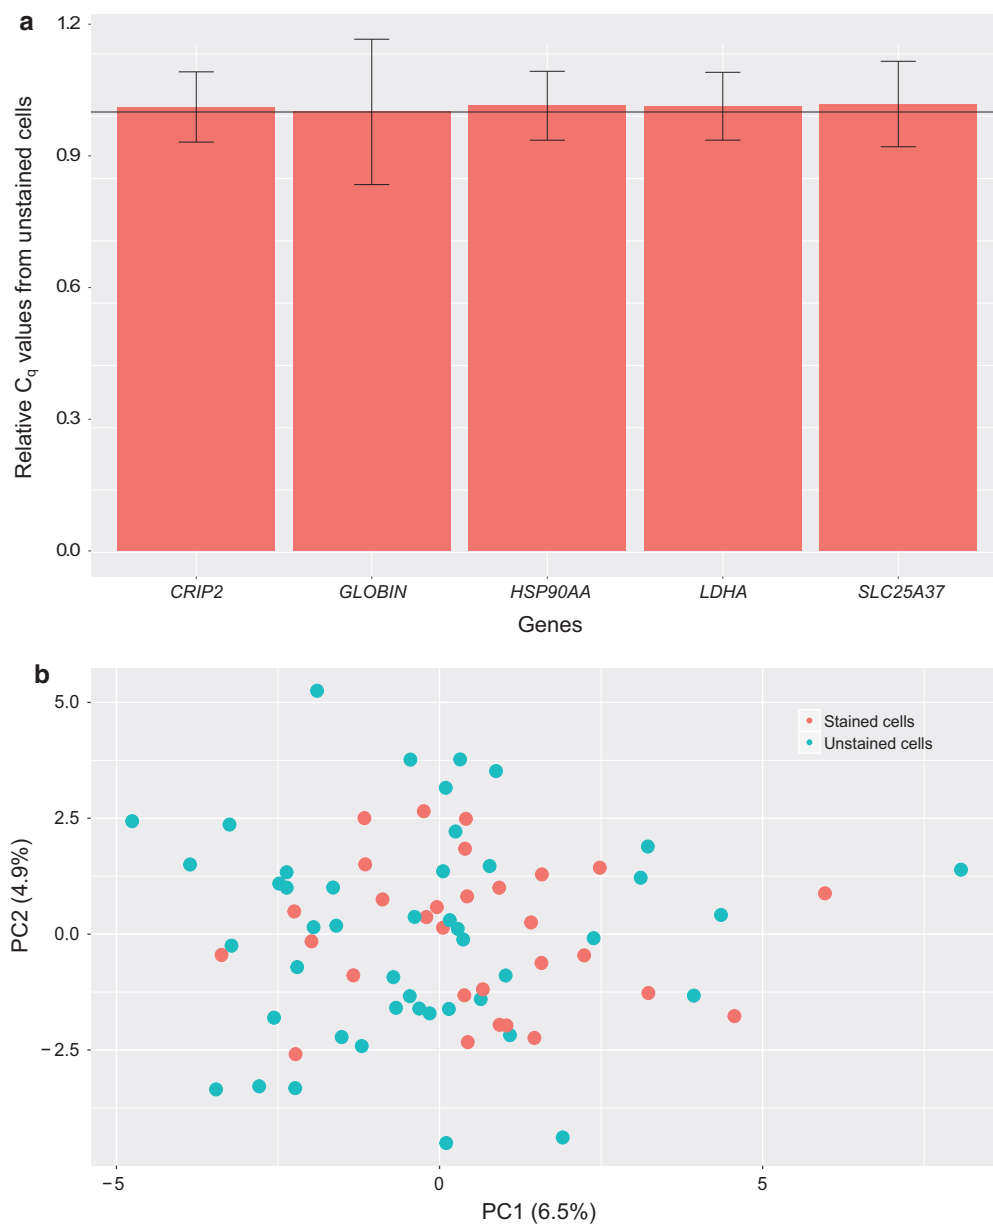 a
Relative Cq values from unstained cells
1.2
0.9
0.6
0.3
0.0
CRIP2 GLOBIN HSP90AA LDHA SLC25A37
Genes
b
PC2 (4.9%)
5.0
2.5
0.0
−2.5
Stained cells
Unstained cells
−5 0 5
PC1 (6.5%)